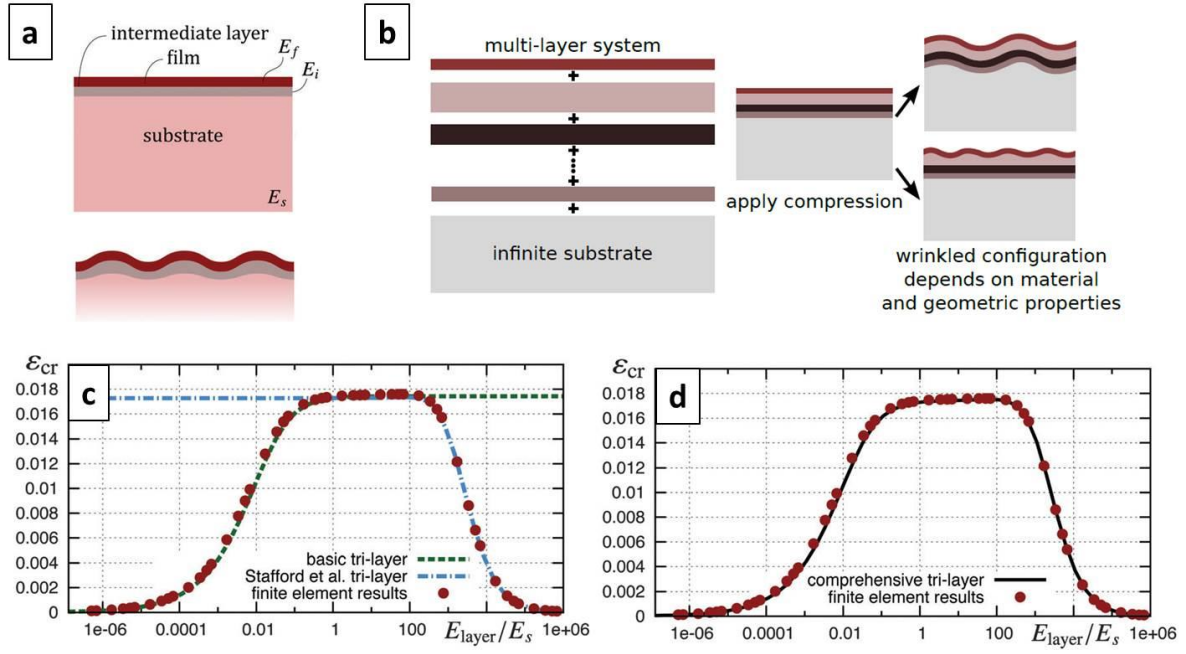 a
intermediate layer
film
E_f
E_i
substrate
E_s
b
multi-layer system
+
+
+
+
+
infinite substrate
apply compression
wrinkled configuration
depends on material
and geometric properties
ε_cr
c
0.018
0.016
0.014
0.012
0.01
0.008
0.006
0.004
0.002
0
basic tri-layer
Stafford et al. tri-layer
finite element results
1e-06 0.0001 0.01 1 100 E_layer/E_s 1e+06
ε_cr
d
0.018
0.016
0.014
0.012
0.01
0.008
0.006
0.004
0.002
0
comprehensive tri-layer
finite element results
1e-06 0.0001 0.01 1 100 E_layer/E_s 1e+06